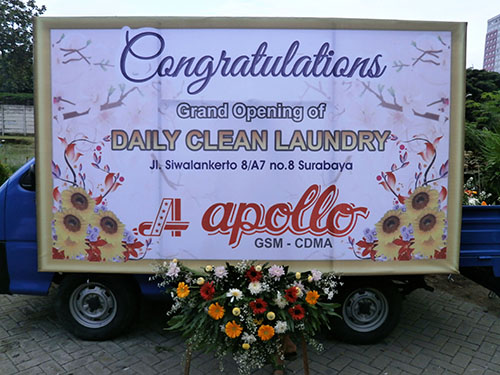 Congratulations
Grand Opening of
DAILY CLEAN LAUNDRY
Jl. Siwalankerto 8/A7 no.8 Surabaya
A apollo
GSM - CDMA